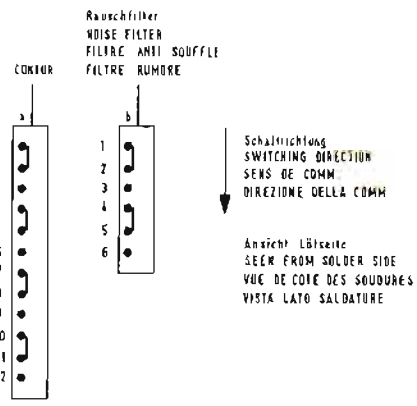 Rauschfilter
NOISE FILTER
FILTRE ANTI SOUFFLE
FILTRE RUMORE
CONTOUR
a
b
1
2
3
4
5
6
Schaltrichtung
SWITCHING DIRECTION
SENS DE COMM
DIREZIONE DELLA COMM
Ansicht Lötseite
SEEN FROM SOLDER SIDE
VUE DE COTE DES SOUDURES
VISTA LATO SALDATURE